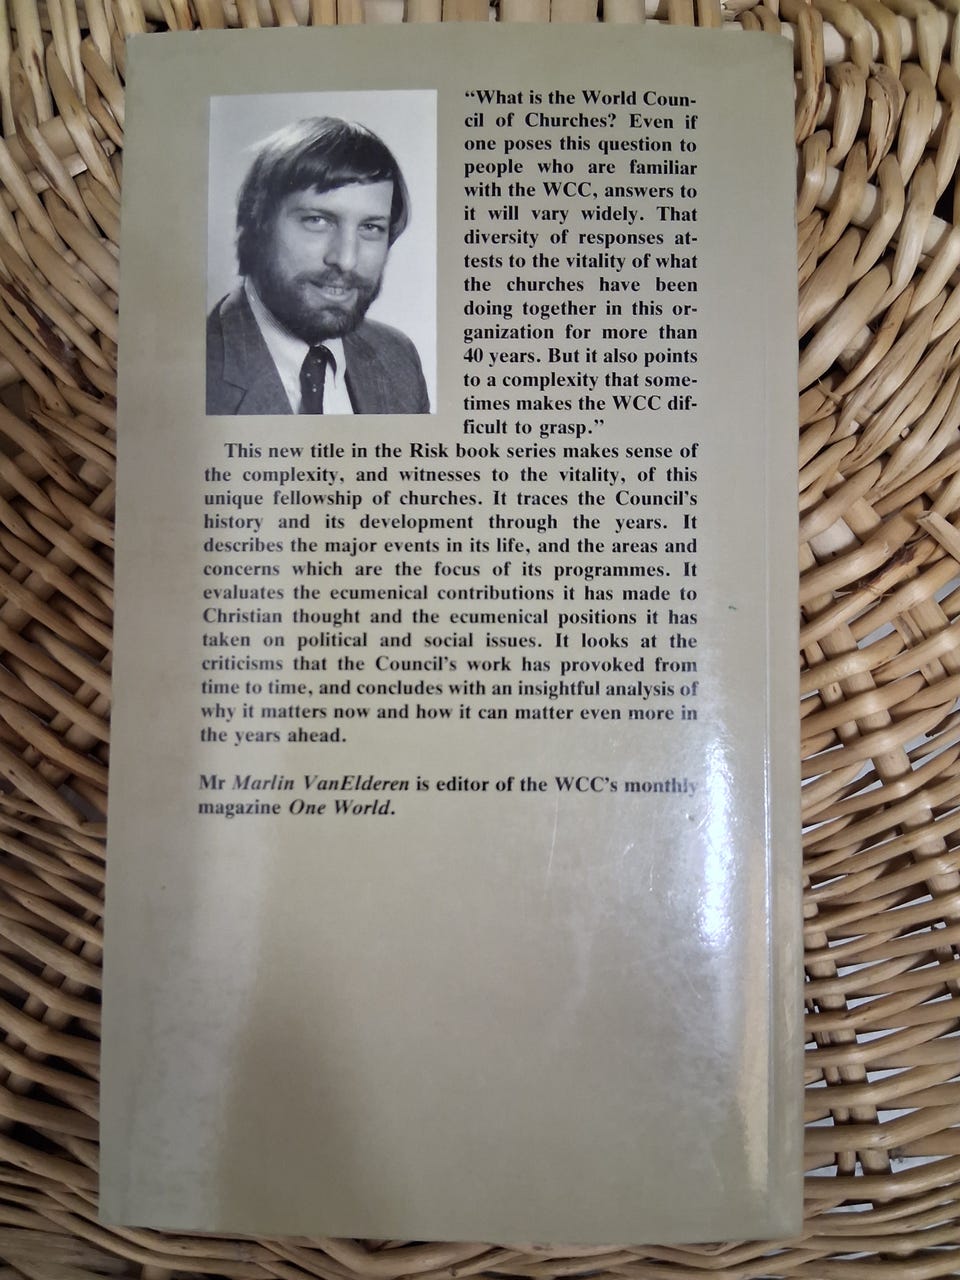 “What is the World Coun-
cil of Churches? Even if
one poses this question to
people who are familiar
with the WCC, answers to
it will vary widely. That
diversity of responses at-
tests to the vitality of what
the churches have been
doing together in this or-
ganization for more than
40 years. But it also points
to a complexity that some-
times makes the WCC dif-
ficult to grasp.”
This new title in the Risk book series makes sense of
the complexity, and witnesses to the vitality, of this
unique fellowship of churches. It traces the Council’s
history and its development through the years. It
describes the major events in its life, and the areas and
concerns which are the focus of its programmes. It
evaluates the ecumenical contributions it has made to
Christian thought and the ecumenical positions it has
taken on political and social issues. It looks at the
criticisms that the Council’s work has provoked from
time to time, and concludes with an insightful analysis of
why it matters now and how it can matter even more in
the years ahead.
Mr Marlin VanElderen is editor of the WCC’s monthly
magazine One World.